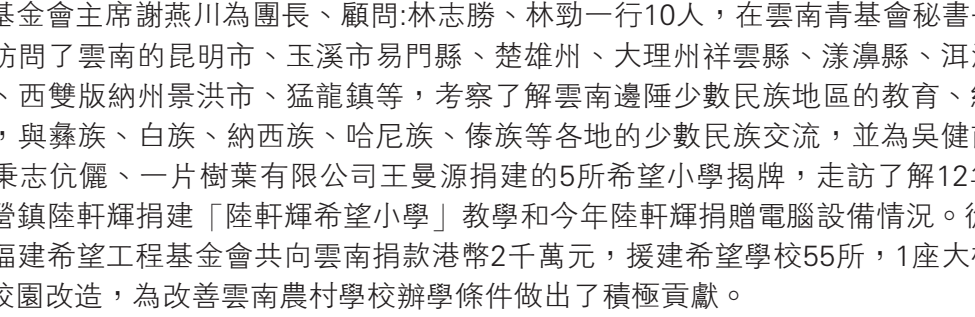 基金會主席謝燕川為團長、顧問:林志勝、林勁一行10人，在雲南青基會秘書
訪問了雲南的昆明市、玉溪市易門縣、楚雄州、大理州祥雲縣、漾濞縣、洱
、西雙版納州景洪市、猛龍鎮等，考察了解雲南邊陲少數民族地區的教育、
，與彝族、白族、納西族、哈尼族、傣族等各地的少數民族交流，並為吳健
秉志伉儷、一片樹葉有限公司王曼源捐建的5所希望小學揭牌，走訪了解12
營鎮陸軒輝捐建「陸軒輝希望小學」教學和今年陸軒輝捐贈電腦設備情況。
福建希望工程基金會共向雲南捐款港幣2千萬元，援建希望學校55所，1座大
校園改造，為改善雲南農村學校辦學條件做出了積極貢獻。